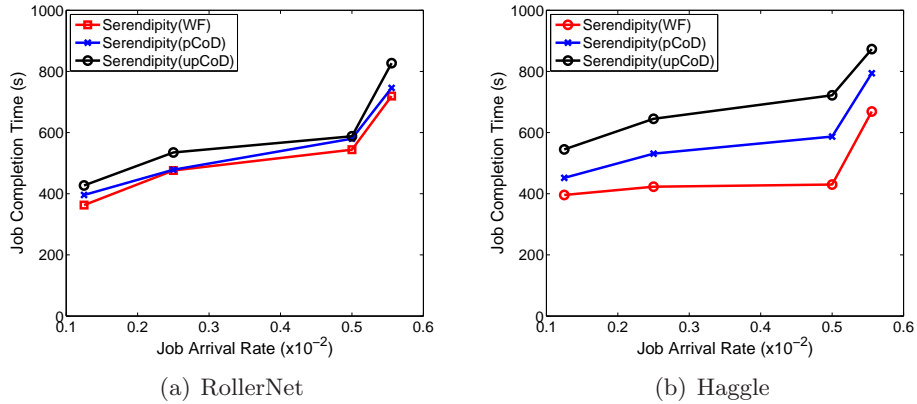 1000
800
600
400
200
0
Job Completion Time (s)
Serendipity(WF)
Serendipity(pCoD)
Serendipity(upCoD)
0.1 0.2 0.3 0.4 0.5 0.6
Job Arrival Rate (x10⁻²)
(a) RollerNet
1000
800
600
400
200
0
Job Completion Time (s)
Serendipity(WF)
Serendipity(pCoD)
Serendipity(upCoD)
0.1 0.2 0.3 0.4 0.5 0.6
Job Arrival Rate (x10⁻²)
(b) Haggle